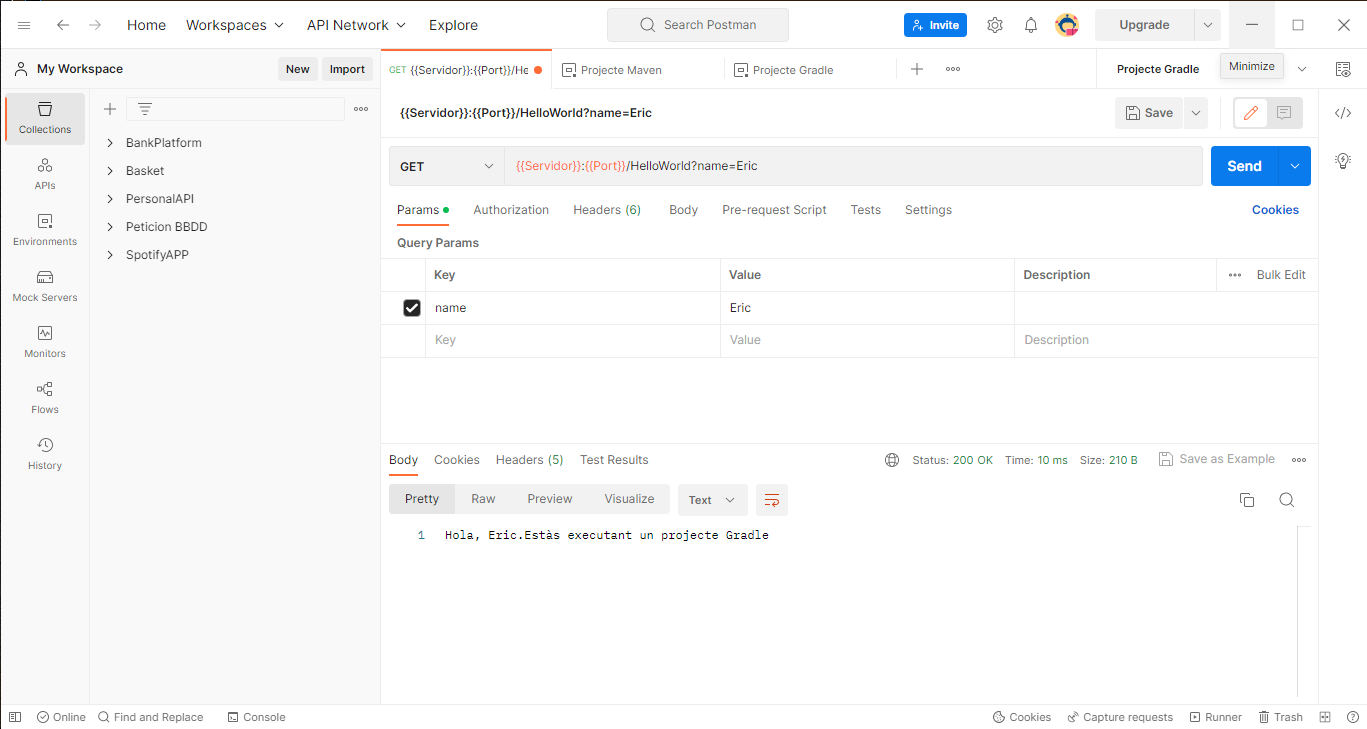 Home Workspaces API Network Explore Search Postman Invite Upgrade
My Workspace New Import GET {{Servidor}}:{{Port}}/He Projecte Maven Projecte Gradle Projecte Gradle Minimize
Collections
APIs
Environments
Mock Servers
Monitors
Flows
History
BankPlatform
Basket
PersonalAPI
Peticion BBDD
SpotifyAPP
{{Servidor}}:{{Port}}/HelloWorld?name=Eric Save
GET {{Servidor}}:{{Port}}/HelloWorld?name=Eric Send
Params Authorization Headers (6) Body Pre-request Script Tests Settings Cookies
Query Params
Key Value Description Bulk Edit
name Eric
Key Value Description
Body Cookies Headers (5) Test Results Status: 200 OK Time: 10 ms Size: 210 B Save as Example
Pretty Raw Preview Visualize Text
1 Hola, Eric.Estàs executant un projecte Gradle
Online Find and Replace Console Cookies Capture requests Runner Trash